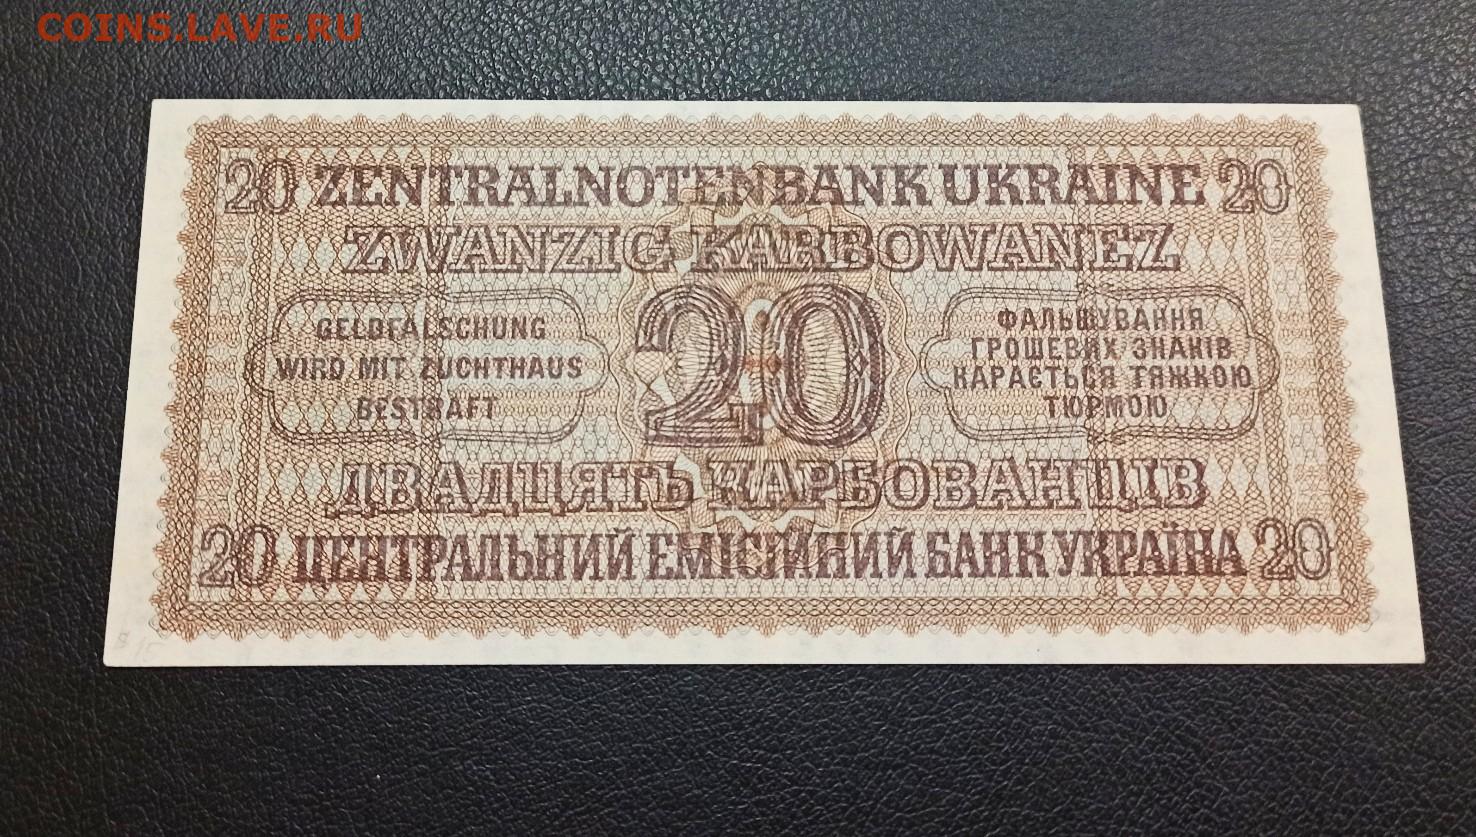 COINS.LAVE.RU
20 ZENTRALNOTENBANK UKRAINE 20
ZWANZIG KARBOWANEZ
GELDFÄLSCHUNG
WIRD MIT ZUCHTHAUS
BESTRAFT
20
ФАЛЬШУВАННЯ
ГРОШЕВИХ ЗНАКІВ
КАРАЄТЬСЯ ТЯЖКОЮ
ТЮРМОЮ
ДВАДЦЯТЬ КАРБОВАНЦІВ
20 ЦЕНТРАЛЬНИЙ ЕМІСІЙНИЙ БАНК УКРАЇНА 20